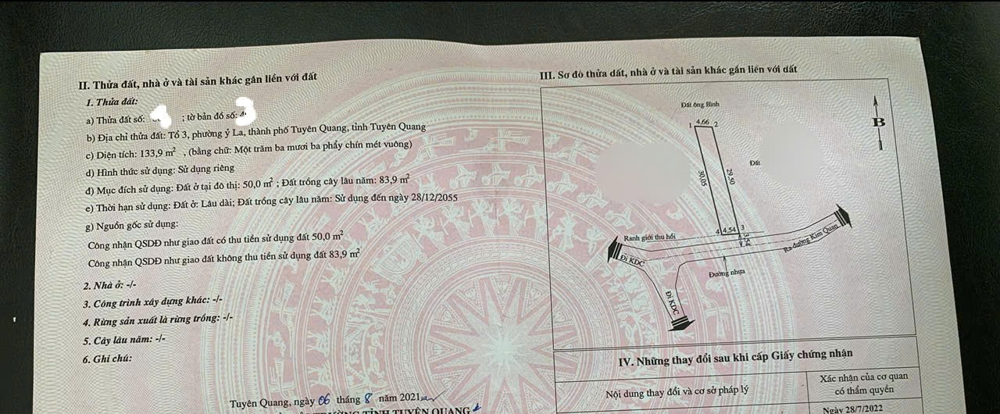 II. Thửa đất, nhà ở và tài sản khác gắn liền với đất
1. Thửa đất:
a) Thửa đất số: ; tờ bản đồ số:
b) Địa chỉ thửa đất: Tổ 3, phường ỷ La, thành phố Tuyên Quang, tỉnh Tuyên Quang
c) Diện tích: 133,9 m² , (bằng chữ: Một trăm ba mươi ba phẩy chín mét vuông)
d) Hình thức sử dụng: Sử dụng riêng
đ) Mục đích sử dụng: Đất ở tại đô thị: 50,0 m² ; Đất trồng cây lâu năm: 83,9 m²
e) Thời hạn sử dụng: Đất ở: Lâu dài; Đất trồng cây lâu năm: Sử dụng đến ngày 28/12/2055
g) Nguồn gốc sử dụng:
Công nhận QSDĐ như giao đất có thu tiền sử dụng đất 50,0 m²
Công nhận QSDĐ như giao đất không thu tiền sử dụng đất 83,9 m²
2. Nhà ở: -/-
3. Công trình xây dựng khác: -/-
4. Rừng sản xuất là rừng trồng: -/-
5. Cây lâu năm: -/-
6. Ghi chú:
Tuyên Quang, ngày 06 tháng 8 năm 2021
TRƯỜNG TỈNH TUYÊN QUANG
III. Sơ đồ thửa đất, nhà ở và tài sản khác gắn liền với đất
Đất ông Bình
1 4,66 2
B
Đất
30,05
29,50
4 4,54 3
Ranh giới thu hồi
Đi KDC
Ra đường Kim Quan
Đường nhựa
Đi KDC
IV. Những thay đổi sau khi cấp Giấy chứng nhận
Nội dung thay đổi và cơ sở pháp lý
Xác nhận của cơ quan
có thẩm quyền
Ngày 28/7/2022